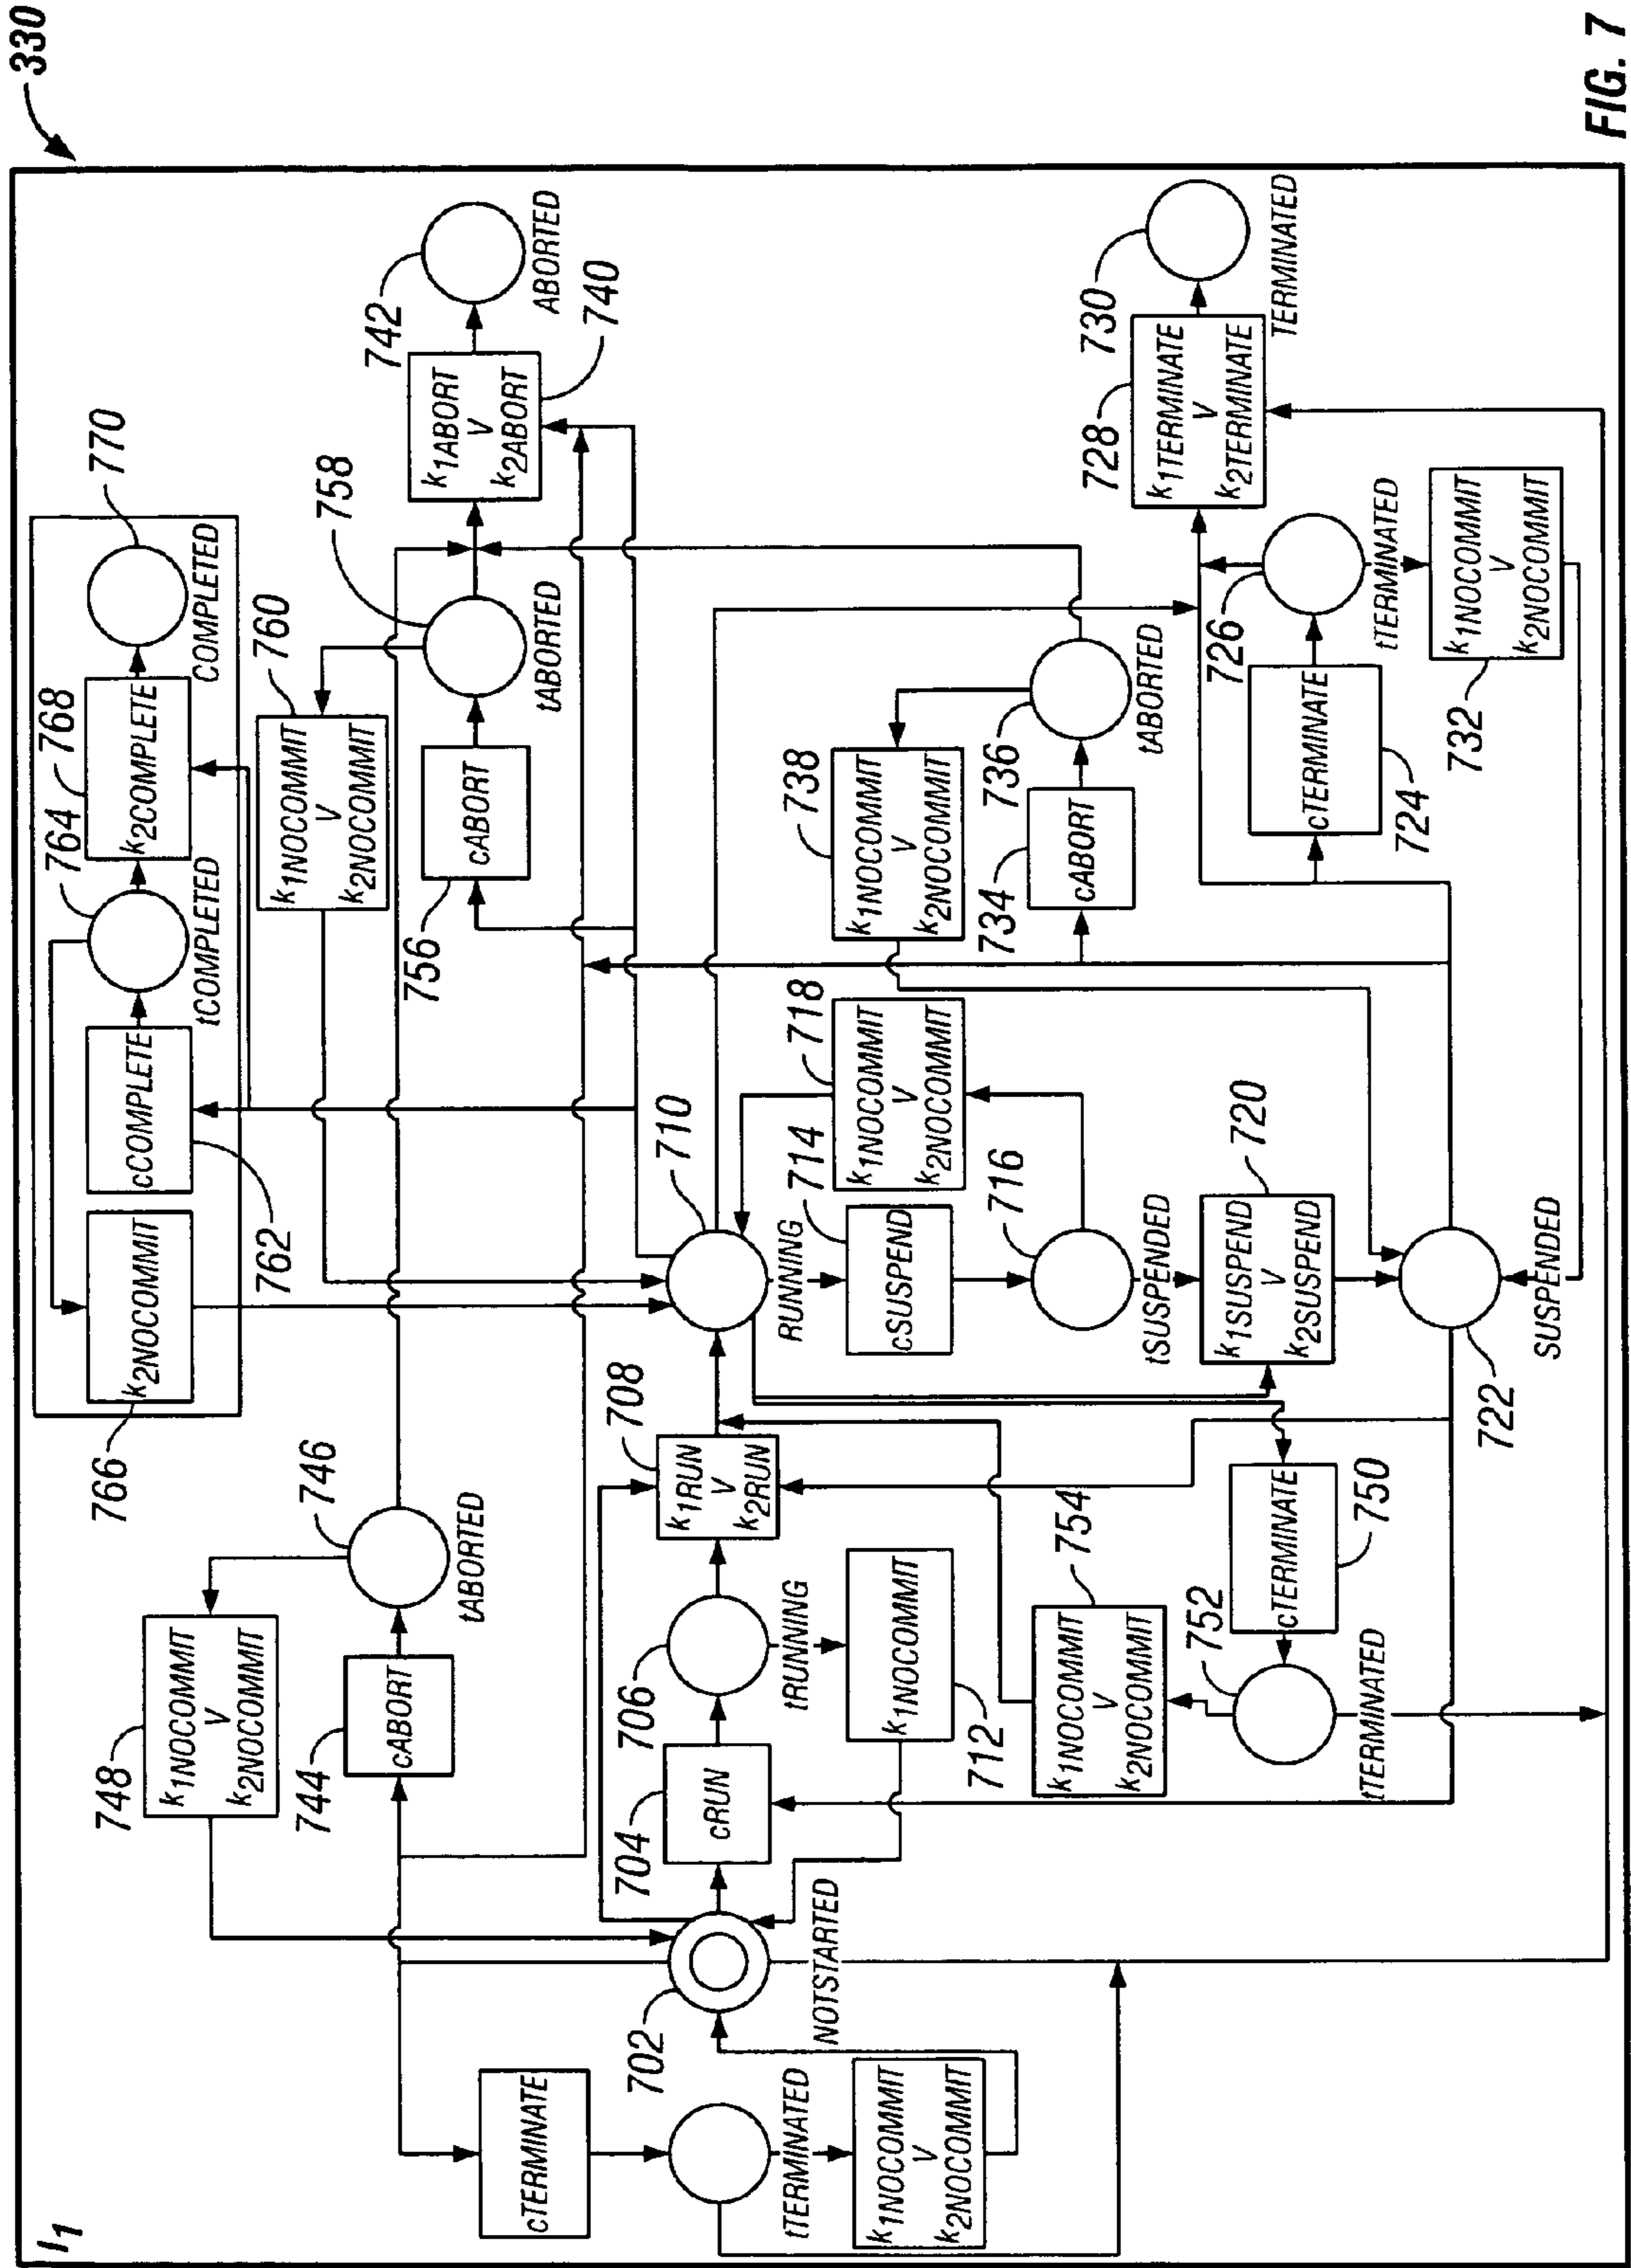 330
I1
770
COMPLETED
768
k2COMPLETE
764
tCOMPLETED
cCOMPLETE
762
k2NOCOMMIT
766
742
ABORTED
k1ABORT
V
k2ABORT
740
758
tABORTED
760
k1NOCOMMIT
V
k2NOCOMMIT
cABORT
756
746
tABORTED
748
k1NOCOMMIT
V
k2NOCOMMIT
744
cABORT
cTERMINATE
tTERMINATED
k1NOCOMMIT
V
k2NOCOMMIT
702
NOTSTARTED
704
cRUN
706
tRUNNING
k1NOCOMMIT
712
708
k1RUN
V
k2RUN
710
RUNNING
714
cSUSPEND
716
tSUSPENDED
718
k1NOCOMMIT
V
k2NOCOMMIT
720
k1SUSPEND
V
k2SUSPEND
722
SUSPENDED
738
k1NOCOMMIT
V
k2NOCOMMIT
736
tABORTED
734
cABORT
754
k1NOCOMMIT
V
k2NOCOMMIT
752
tTERMINATED
cTERMINATE
750
726
tTERMINATED
cTERMINATE
724
732
k1NOCOMMIT
V
k2NOCOMMIT
728
k1TERMINATE
V
k2TERMINATE
730
TERMINATED
FIG. 7